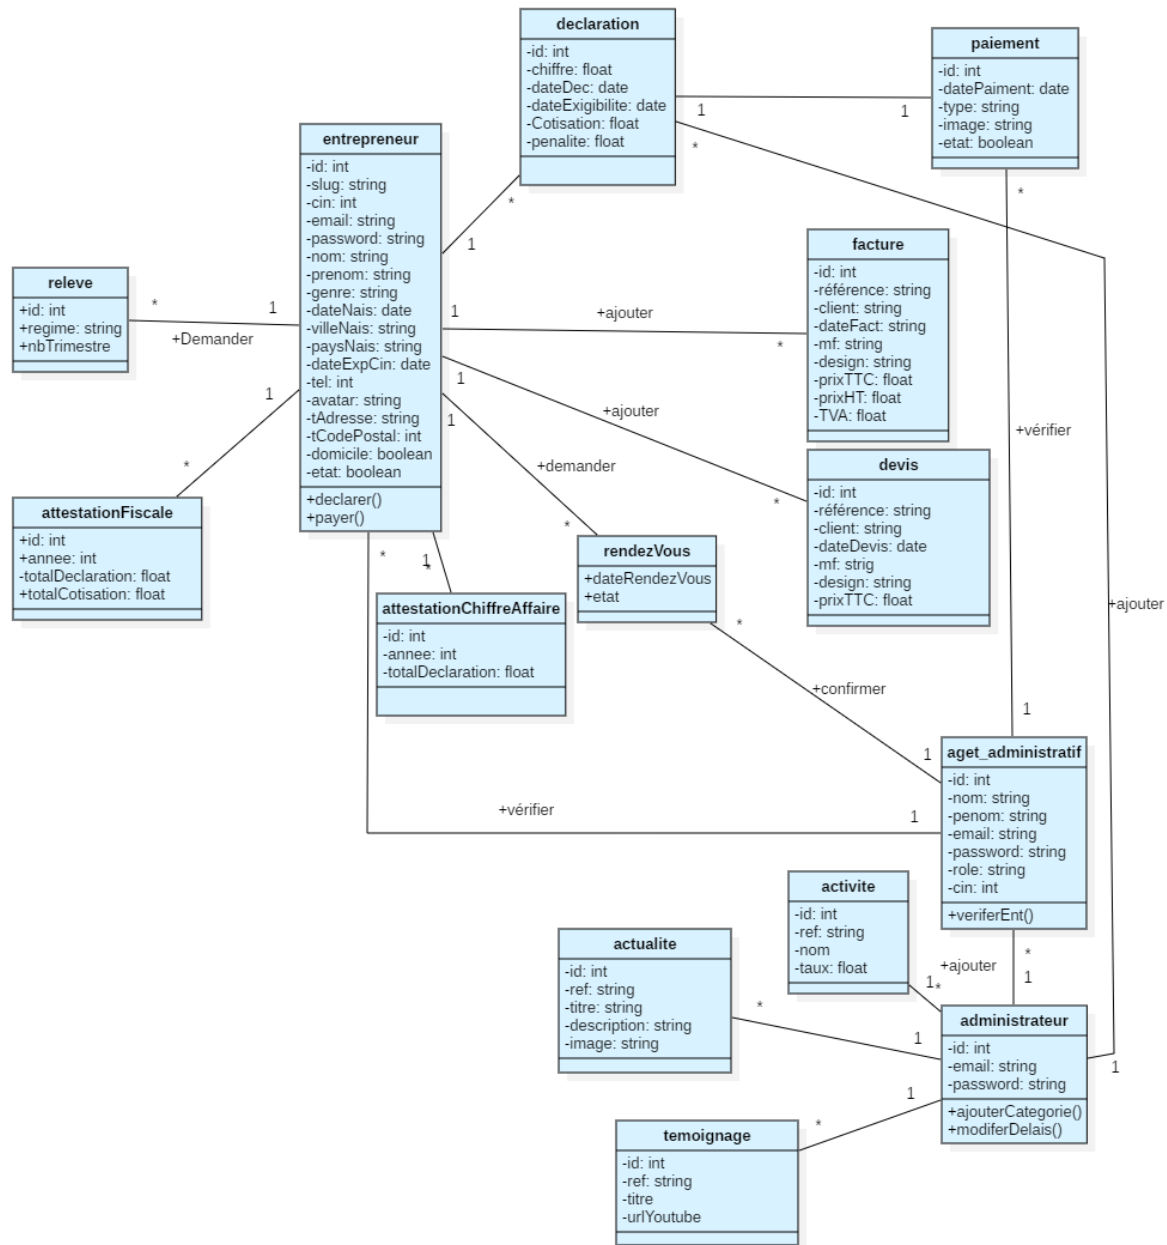 declaration
-id: int
-chiffre: float
-dateDec: date
-dateExigibilite: date
-Cotisation: float
-penalite: float
paiement
-id: int
-datePaiment: date
-type: string
-image: string
-etat: boolean
1
1
*
*
*
1
entrepreneur
-id: int
-slug: string
-cin: int
-email: string
-password: string
-nom: string
-prenom: string
-genre: string
-dateNais: date
-villeNais: string
-paysNais: string
-dateExpCin: date
-tel: int
-avatar: string
-tAdresse: string
-tCodePostal: int
-domicile: boolean
-etat: boolean
+declarer()
+payer()
releve
+id: int
+regime: string
+nbTrimestre
*
1
+Demander
1
*
attestationFiscale
+id: int
+annee: int
-totalDeclaration: float
+totalCotisation: float
facture
-id: int
-référence: string
-client: string
-dateFact: string
-mf: string
-design: string
-prixTTC: float
-prixHT: float
-TVA: float
1
+ajouter
*
1
+ajouter
*
devis
-id: int
-référence: string
-client: string
-dateDevis: date
-mf: strig
-design: string
-prixTTC: float
1
+demander
*
rendezVous
+dateRendezVous
+etat
*
1
*
attestationChiffreAffaire
-id: int
-annee: int
-totalDeclaration: float
+vérifier
+ajouter
*
+confirmer
1
1
+vérifier
1
aget_administratif
-id: int
-nom: string
-penom: string
-email: string
-password: string
-role: string
-cin: int
+veriferEnt()
activite
-id: int
-ref: string
-nom
-taux: float
+ajouter
1
*
*
1
actualite
-id: int
-ref: string
-titre: string
-description: string
-image: string
*
1
administrateur
-id: int
-email: string
-password: string
+ajouterCategorie()
+modiferDelais()
1
1
*
temoignage
-id: int
-ref: string
-titre
-urlYoutube